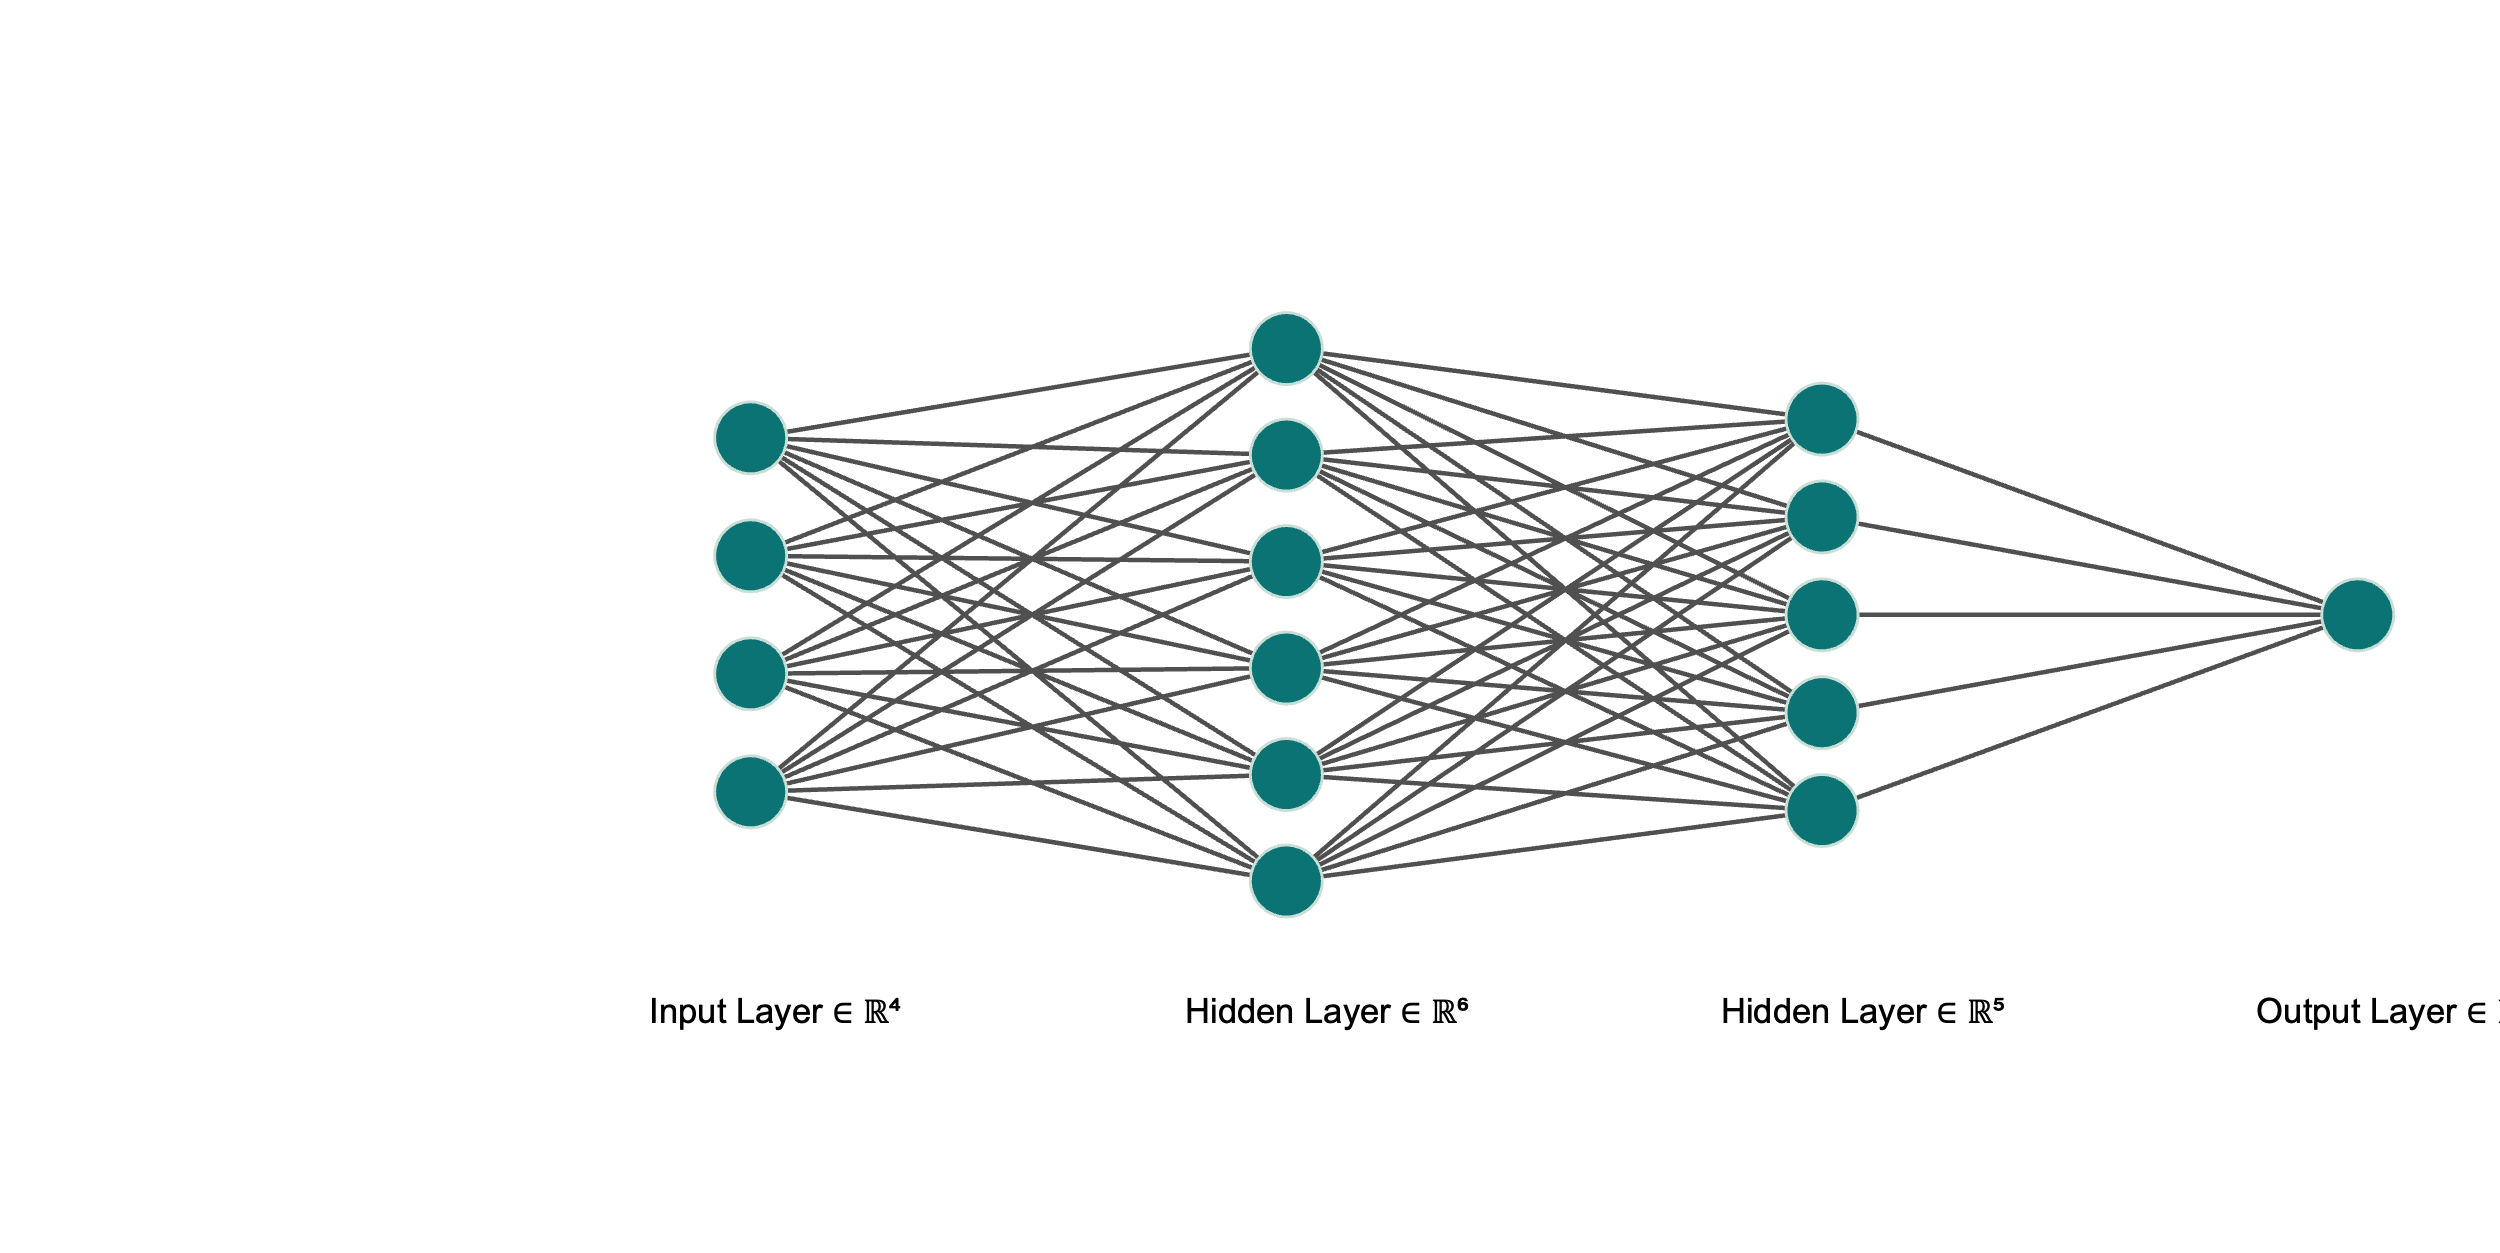 Input Layer ∈ ℝ⁴
Hidden Layer ∈ ℝ⁶
Hidden Layer ∈ ℝ⁵
Output Layer ∈